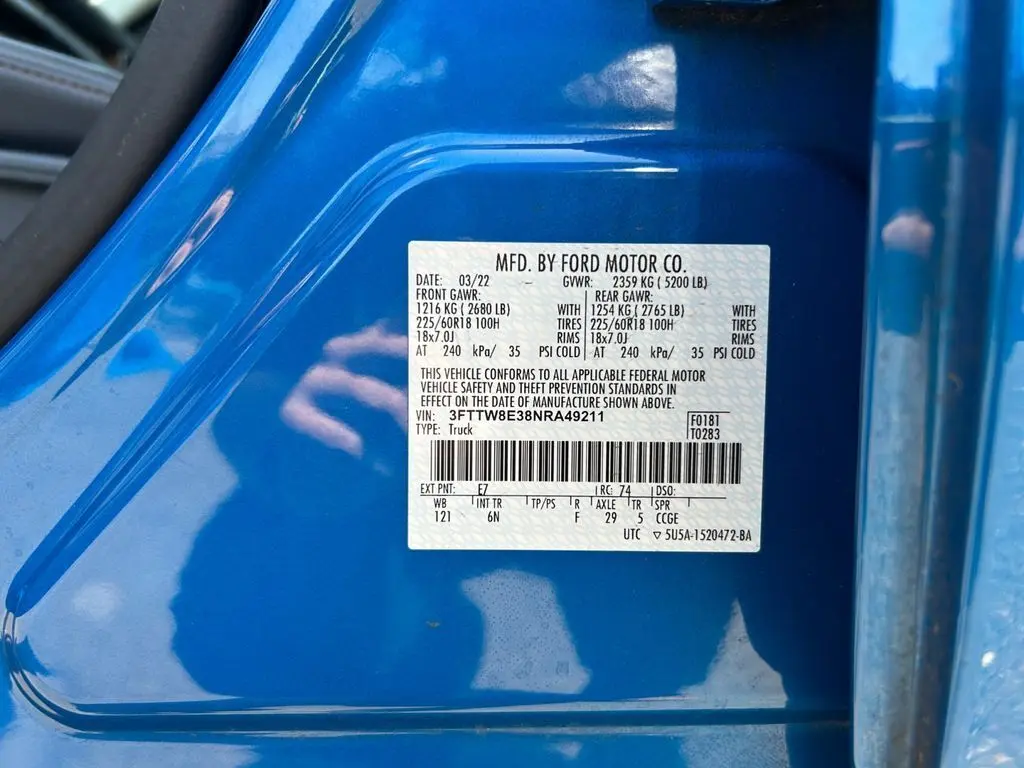 MFD. BY FORD MOTOR CO.
DATE: 03/22 – GVWR: 2359 KG ( 5200 LB)
FRONT GAWR: REAR GAWR:
1216 KG ( 2680 LB) WITH 1254 KG ( 2765 LB) WITH
225/60R18 100H TIRES 225/60R18 100H TIRES
18x7.0J RIMS 18x7.0J RIMS
AT 240 kPa/ 35 PSI COLD AT 240 kPa/ 35 PSI COLD
THIS VEHICLE CONFORMS TO ALL APPLICABLE FEDERAL MOTOR
VEHICLE SAFETY AND THEFT PREVENTION STANDARDS IN
EFFECT ON THE DATE OF MANUFACTURE SHOWN ABOVE.
VIN: 3FTTW8E38NRA49211 F0181
TYPE: Truck T0283
EXT PNT: E7 RC: 74 DSO:
WB INT TR TP/PS R AXLE TR SPR
121 6N F 29 5 CCGE
UTC ▽ 5U5A-1520472-BA